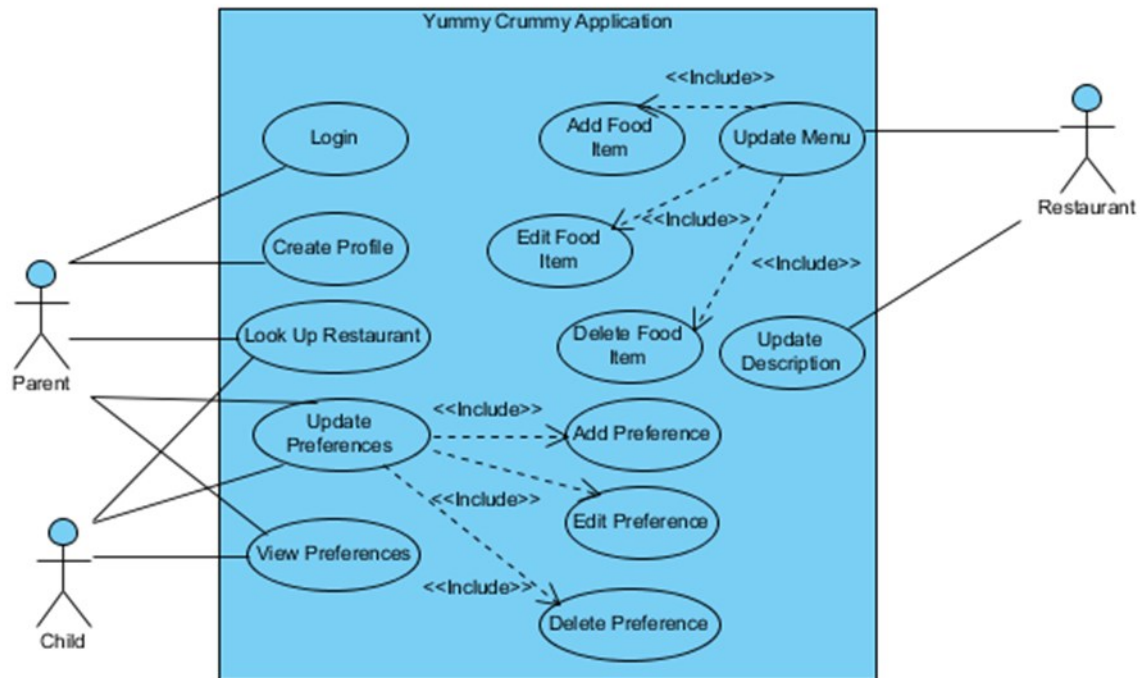 Yummy Crummy Application
<<Include>>
Login
Add Food
Item
Update Menu
Restaurant
<<Include>>
Create Profile
Edit Food
Item
<<Include>>
Look Up Restaurant
Delete Food
Item
Update
Description
Parent
<<Include>>
Update
Preferences
Add Preference
<<Include>>
Edit Preference
View Preferences
<<Include>>
Delete Preference
Child